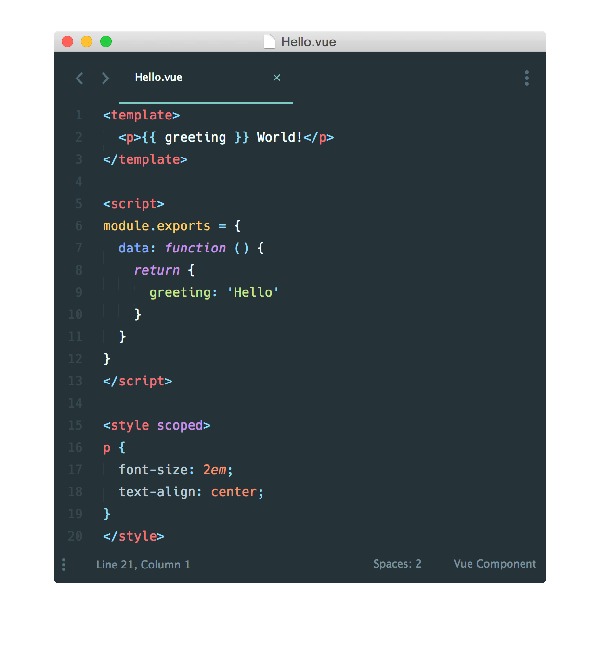 Hello.vue
Hello.vue ×
1 <template>
2   <p>{{ greeting }} World!</p>
3 </template>
4
5 <script>
6 module.exports = {
7   data: function () {
8     return {
9       greeting: 'Hello'
10     }
11   }
12 }
13 </script>
14
15 <style scoped>
16 p {
17   font-size: 2em;
18   text-align: center;
19 }
20 </style>
Line 21, Column 1 Spaces: 2 Vue Component